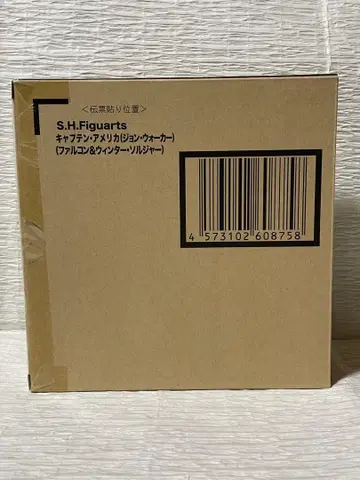 ＜伝票貼り位置＞
S.H.Figuarts
キャプテン・アメリカ(ジョン・ウォーカー)
(ファルコン&ウィンター・ソルジャー)
4 573102 608758